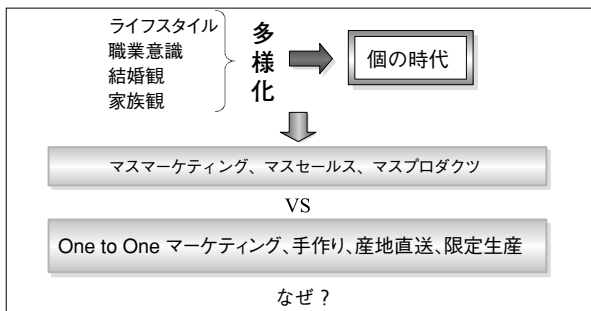 ライフスタイル
職業意識
結婚観
家族観
多様化
個の時代
マスマーケティング、マスセールス、マスプロダクツ
VS
One to One マーケティング、手作り、産地直送、限定生産
なぜ？